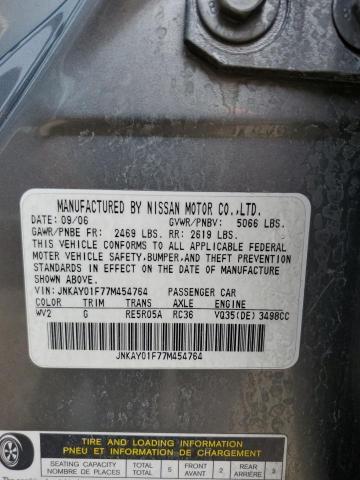 MANUFACTURED BY NISSAN MOTOR CO.,LTD.
DATE: 09/06 GVWR/PNBV: 5066 LBS.
GAWR/PNBE FR: 2469 LBS. RR: 2619 LBS.
THIS VEHICLE CONFORMS TO ALL APPLICABLE FEDERAL
MOTOR VEHICLE SAFETY,BUMPER,AND THEFT PREVENTION
STANDARDS IN EFFECT ON THE DATE OF MANUFACTURE
SHOWN ABOVE.
VIN: JNKAY01F77M454764 PASSENGER CAR
COLOR TRIM TRANS AXLE ENGINE
WV2 G RE5R05A RC36 VQ35(DE) 3498CC
JNKAY01F77M454764
TIRE AND LOADING INFORMATION
PNEU ET INFORMATION DE CHARGEMENT
SEATING CAPACITY TOTAL 5 FRONT 2 REAR 3
NOMBRE DE PLACES TOTAL AVANT ARRIÈRE